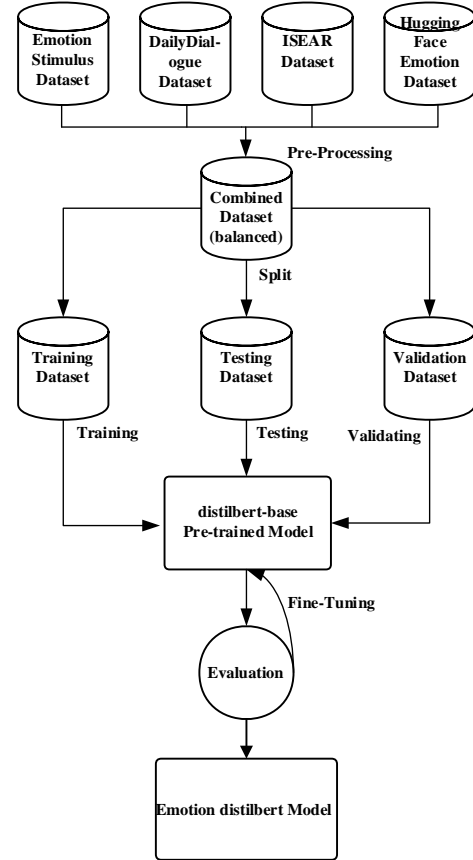 Emotion
Stimulus
Dataset
DailyDial-
ogue
Dataset
ISEAR
Dataset
Hugging
Face
Emotion
Dataset
Pre-Processing
Combined
Dataset
(balanced)
Split
Training
Dataset
Testing
Dataset
Validation
Dataset
Training
Testing
Validating
distilbert-base
Pre-trained Model
Fine-Tuning
Evaluation
Emotion distilbert Model